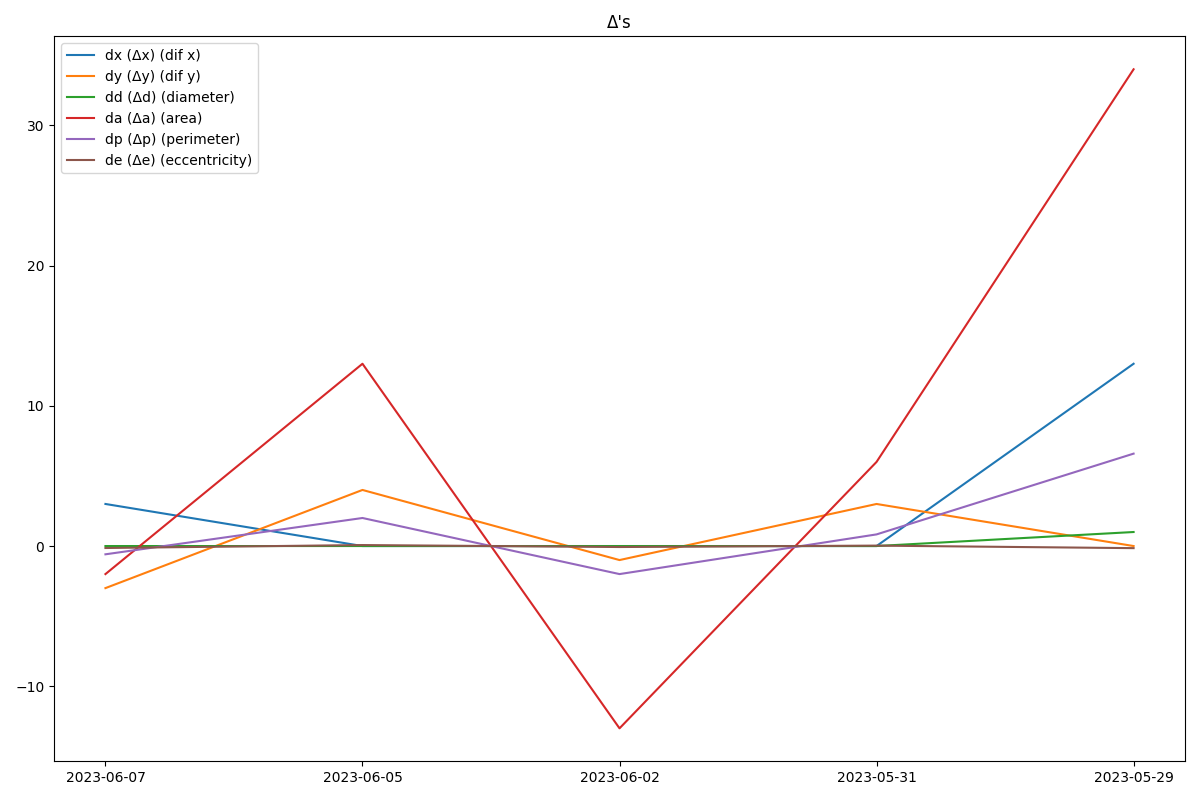 Δ's
dx (Δx) (dif x)
dy (Δy) (dif y)
dd (Δd) (diameter)
da (Δa) (area)
dp (Δp) (perimeter)
de (Δe) (eccentricity)
30
20
10
0
−10
2023-06-07 2023-06-05 2023-06-02 2023-05-31 2023-05-29